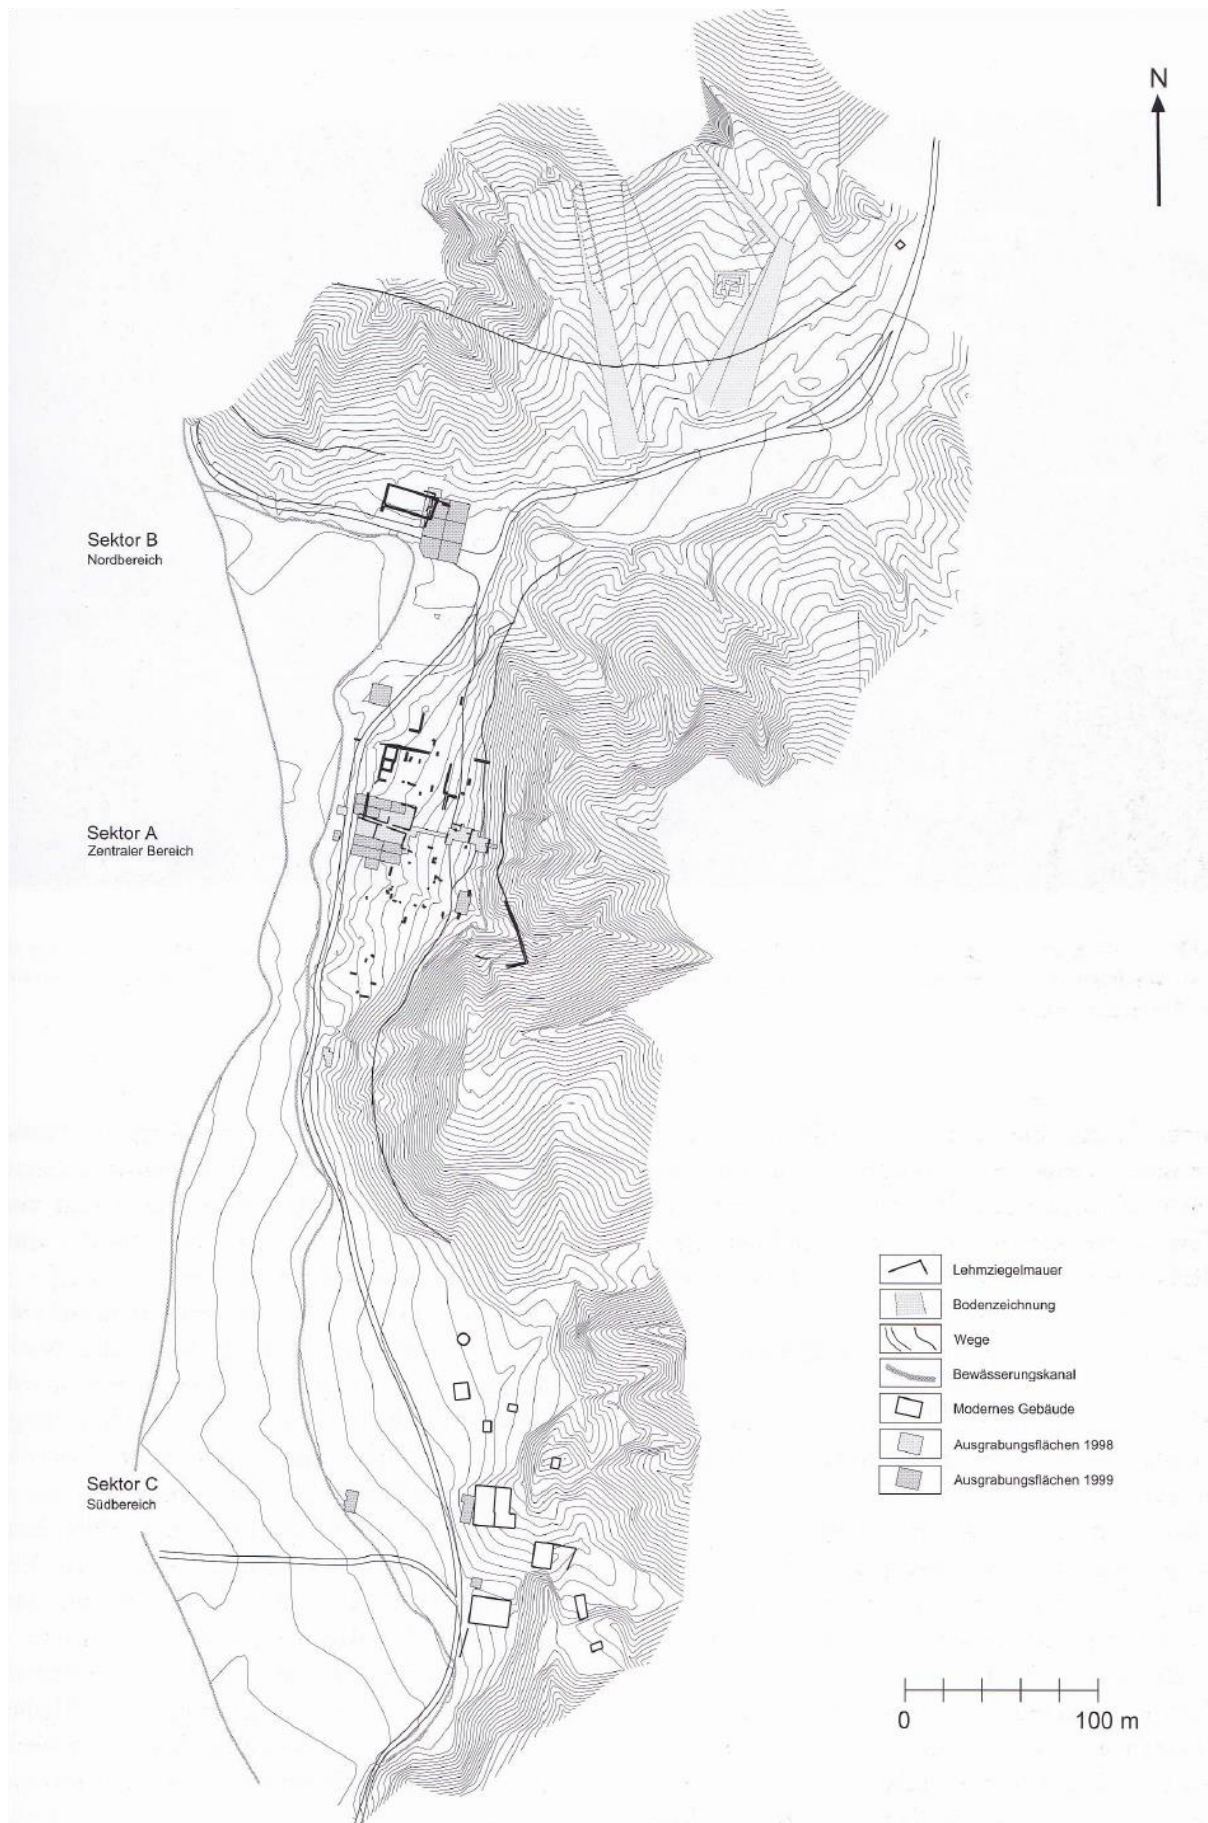 N
Sektor B
Nordbereich
Sektor A
Zentraler Bereich
Lehmziegelmauer
Bodenzeichnung
Wege
Bewässerungskanal
Modernes Gebäude
Ausgrabungsflächen 1998
Ausgrabungsflächen 1999
Sektor C
Südbereich
0 100 m